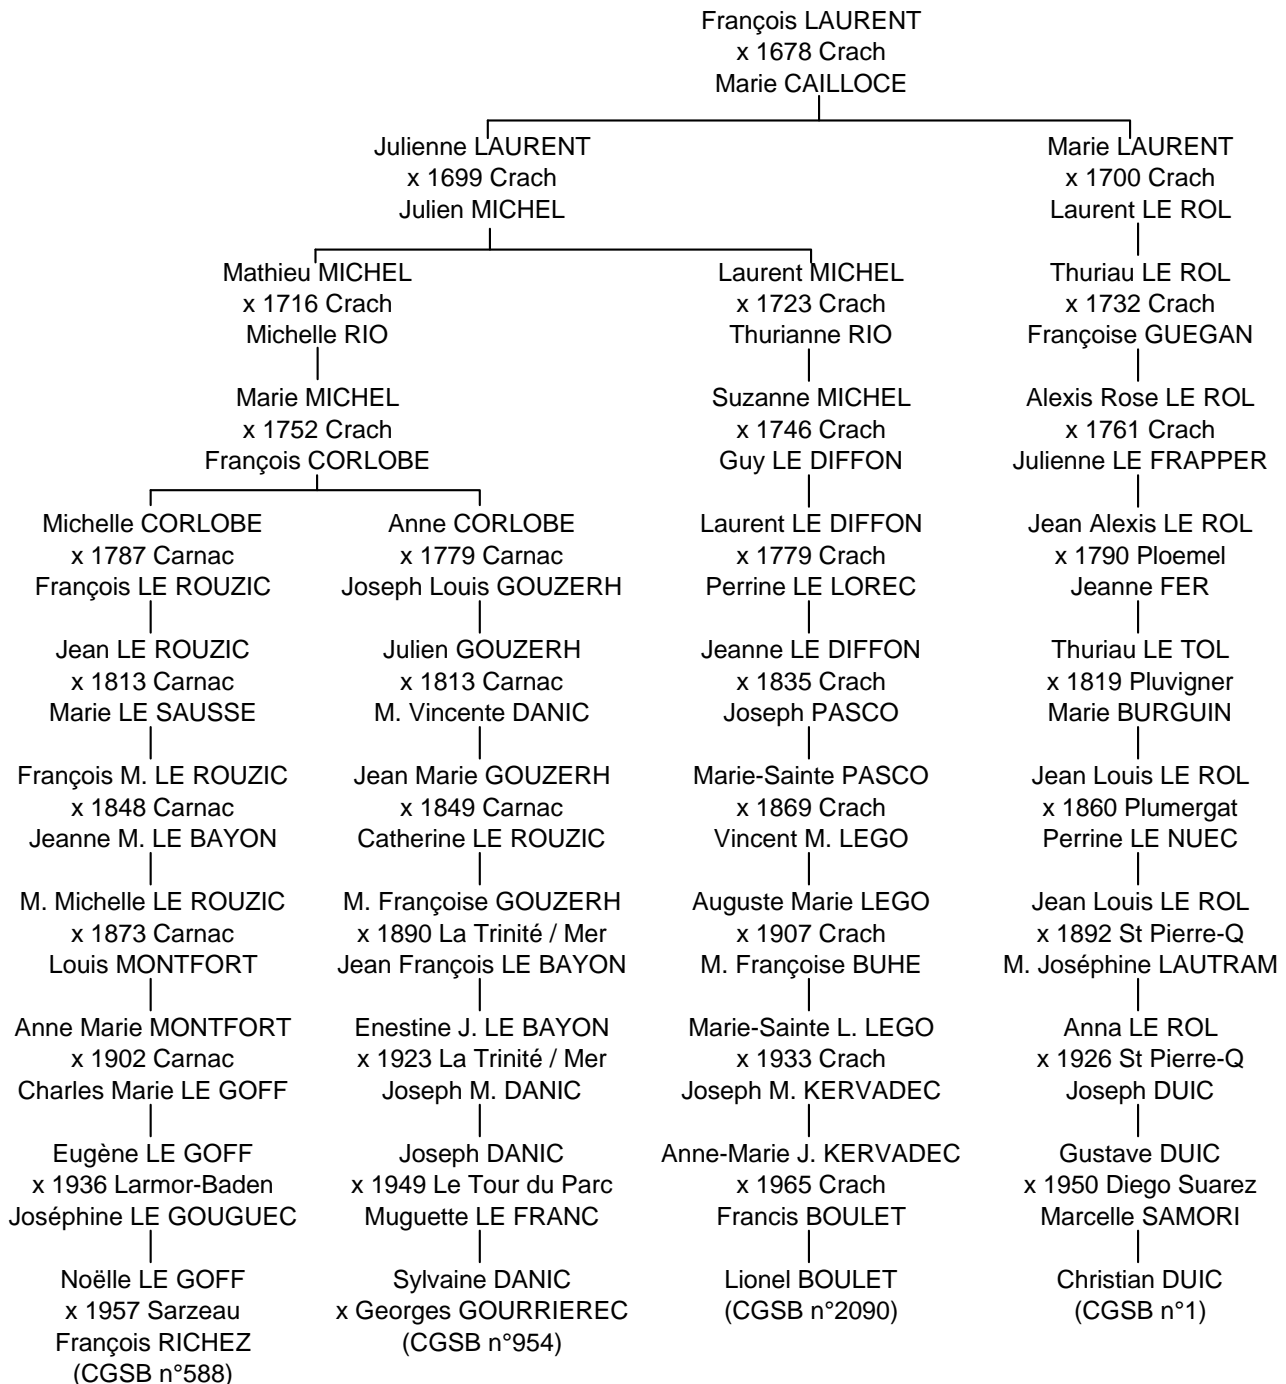 François LAURENT
x 1678 Crach
Marie CAILLOCE
Julienne LAURENT
x 1699 Crach
Julien MICHEL
Marie LAURENT
x 1700 Crach
Laurent LE ROL
Mathieu MICHEL
x 1716 Crach
Michelle RIO
Laurent MICHEL
x 1723 Crach
Thurianne RIO
Thuriau LE ROL
x 1732 Crach
Françoise GUEGAN
Marie MICHEL
x 1752 Crach
François CORLOBE
Suzanne MICHEL
x 1746 Crach
Guy LE DIFFON
Alexis Rose LE ROL
x 1761 Crach
Julienne LE FRAPPER
Michelle CORLOBE
x 1787 Carnac
François LE ROUZIC
Anne CORLOBE
x 1779 Carnac
Joseph Louis GOUZERH
Laurent LE DIFFON
x 1779 Crach
Perrine LE LOREC
Jean Alexis LE ROL
x 1790 Ploemel
Jeanne FER
Jean LE ROUZIC
x 1813 Carnac
Marie LE SAUSSE
Julien GOUZERH
x 1813 Carnac
M. Vincente DANIC
Jeanne LE DIFFON
x 1835 Crach
Joseph PASCO
Thuriau LE TOL
x 1819 Pluvigner
Marie BURGUIN
François M. LE ROUZIC
x 1848 Carnac
Jeanne M. LE BAYON
Jean Marie GOUZERH
x 1849 Carnac
Catherine LE ROUZIC
Marie-Sainte PASCO
x 1869 Crach
Vincent M. LEGO
Jean Louis LE ROL
x 1860 Plumergat
Perrine LE NUEC
M. Michelle LE ROUZIC
x 1873 Carnac
Louis MONTFORT
M. Françoise GOUZERH
x 1890 La Trinité / Mer
Jean François LE BAYON
Auguste Marie LEGO
x 1907 Crach
M. Françoise BUHE
Jean Louis LE ROL
x 1892 St Pierre-Q
M. Joséphine LAUTRAM
Anne Marie MONTFORT
x 1902 Carnac
Charles Marie LE GOFF
Enestine J. LE BAYON
x 1923 La Trinité / Mer
Joseph M. DANIC
Marie-Sainte L. LEGO
x 1933 Crach
Joseph M. KERVADEC
Anna LE ROL
x 1926 St Pierre-Q
Joseph DUIC
Eugène LE GOFF
x 1936 Larmor-Baden
Joséphine LE GOUGUEC
Joseph DANIC
x 1949 Le Tour du Parc
Muguette LE FRANC
Anne-Marie J. KERVADEC
x 1965 Crach
Francis BOULET
Gustave DUIC
x 1950 Diego Suarez
Marcelle SAMORI
Noëlle LE GOFF
x 1957 Sarzeau
François RICHEZ
(CGSB n°588)
Sylvaine DANIC
x Georges GOURRIEREC
(CGSB n°954)
Lionel BOULET
(CGSB n°2090)
Christian DUIC
(CGSB n°1)